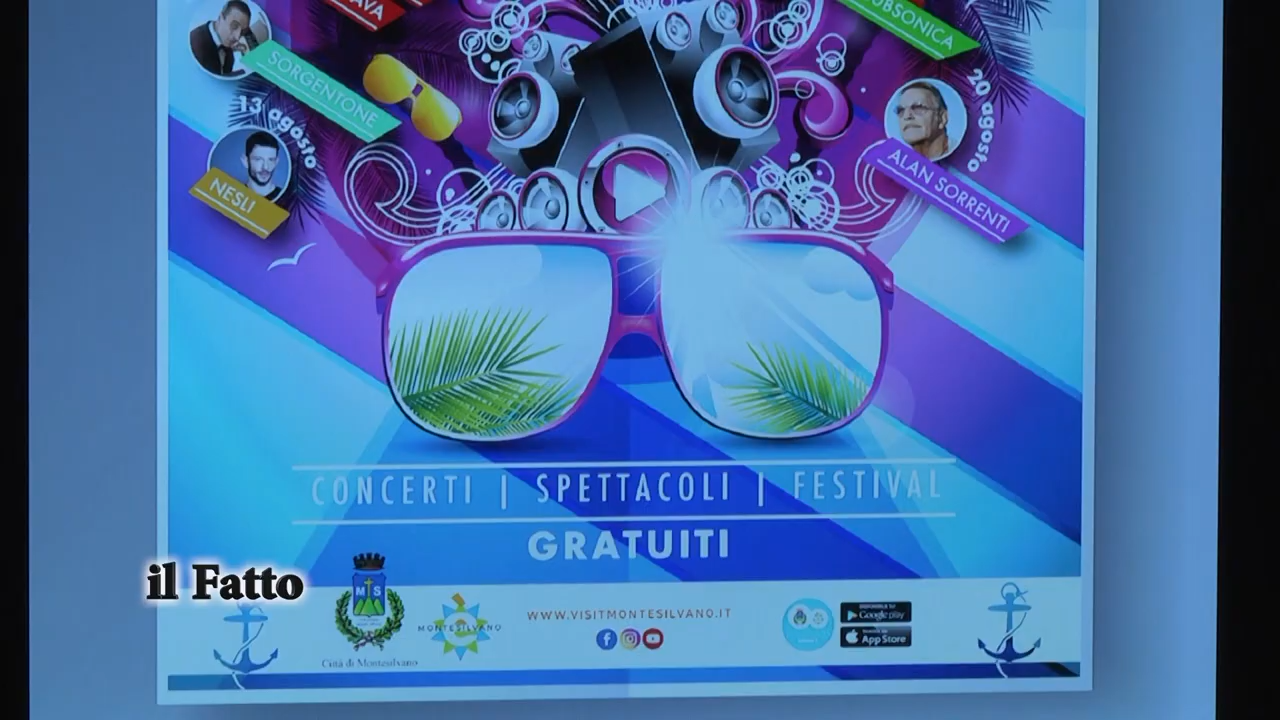 SORGENTONE
13 agosto
NESLI
20 agosto
ALAN SORRENTI
CONCERTI | SPETTACOLI | FESTIVAL
GRATUITI
il Fatto
M S
MONTESILVANO
Città di Montesilvano
WWW.VISITMONTESILVANO.IT
Google play
App Store